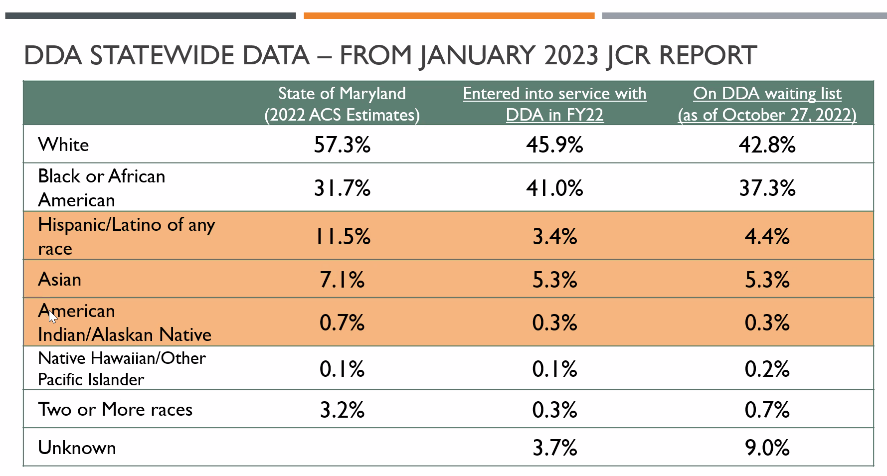 DDA STATEWIDE DATA – FROM JANUARY 2023 JCR REPORT
State of Maryland
(2022 ACS Estimates)
Entered into service with
DDA in FY22
On DDA waiting list
(as of October 27, 2022)
White 57.3% 45.9% 42.8%
Black or African
American 31.7% 41.0% 37.3%
Hispanic/Latino of any
race 11.5% 3.4% 4.4%
Asian 7.1% 5.3% 5.3%
American
Indian/Alaskan Native 0.7% 0.3% 0.3%
Native Hawaiian/Other
Pacific Islander 0.1% 0.1% 0.2%
Two or More races 3.2% 0.3% 0.7%
Unknown 3.7% 9.0%